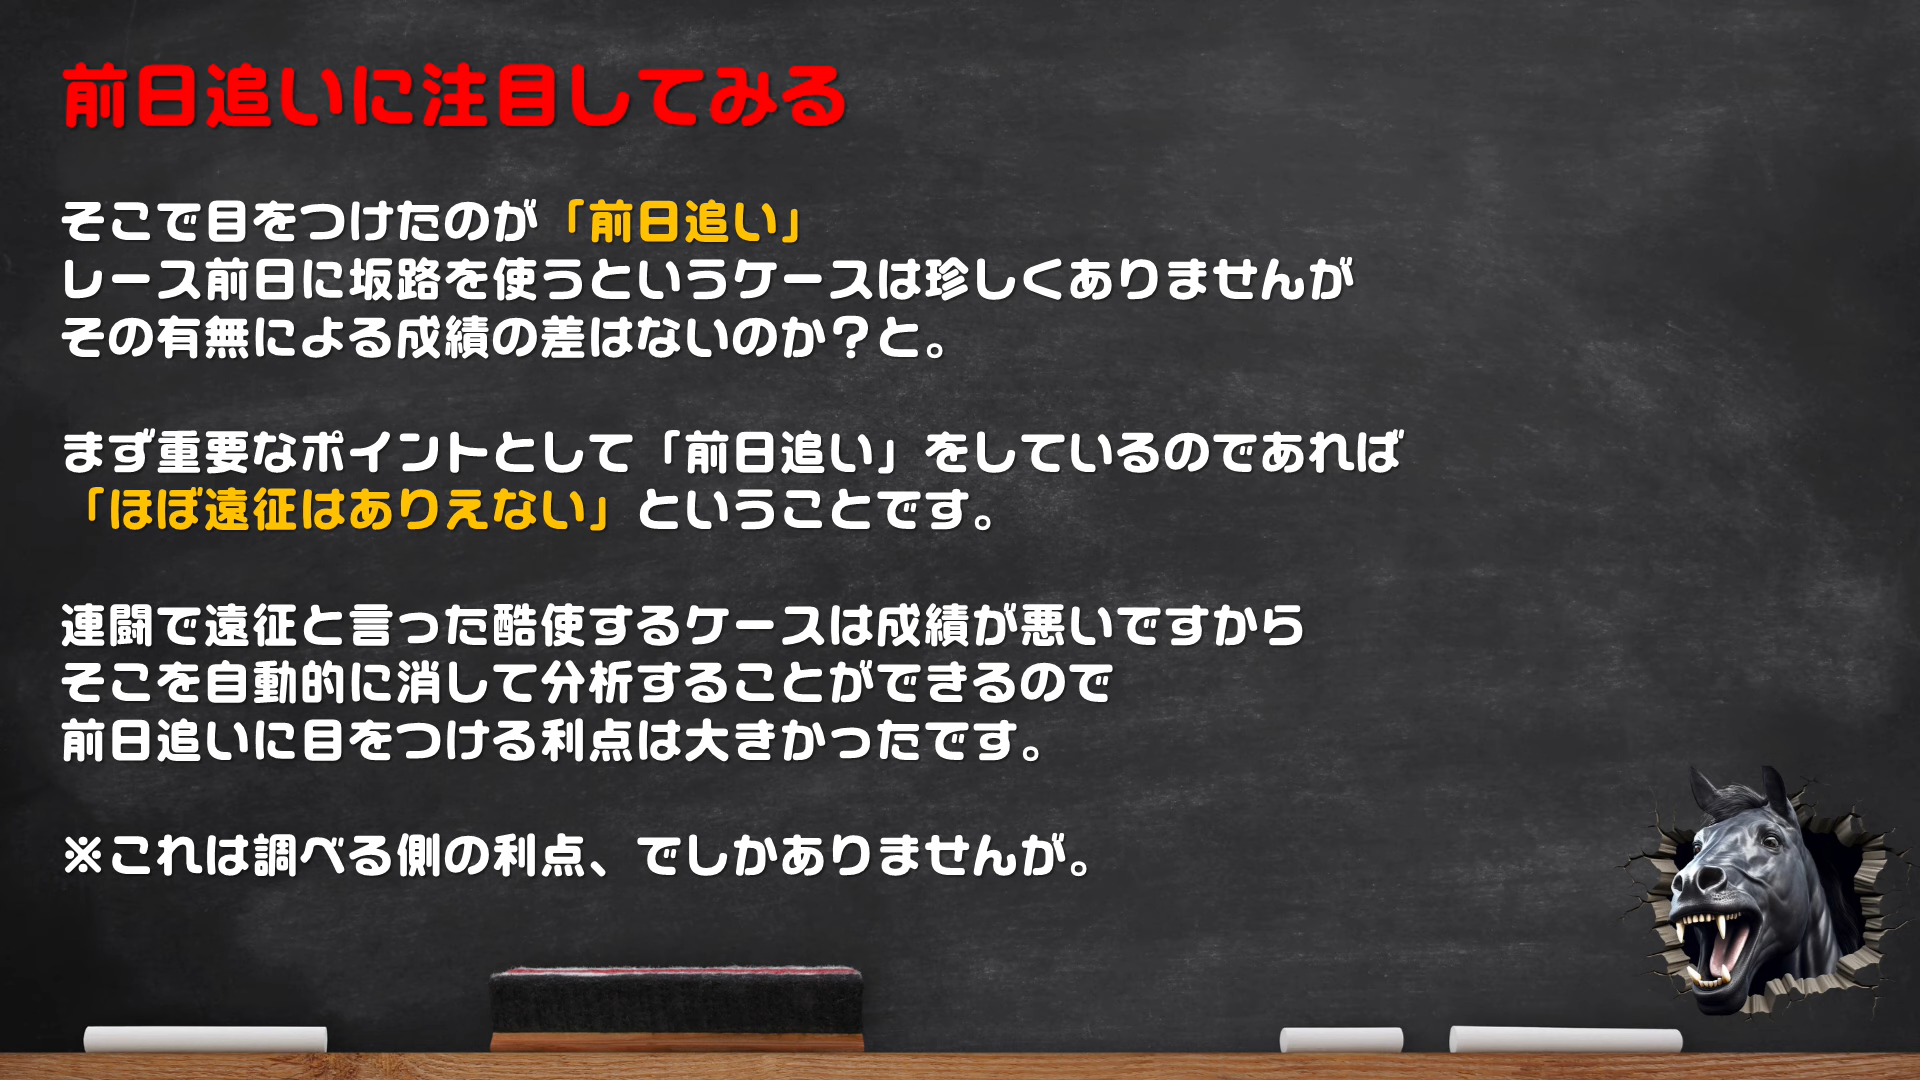 前日追いに注目してみる
そこで目をつけたのが「前日追い」
レース前日に坂路を使うというケースは珍しくありませんが
その有無による成績の差はないのか？と。
まず重要なポイントとして「前日追い」をしているのであれば
「ほぼ遠征はありえない」ということです。
連闘で遠征と言った酷使するケースは成績が悪いですから
そこを自動的に消して分析することができるので
前日追いに目をつける利点は大きかったです。
※これは調べる側の利点、でしかありませんが。